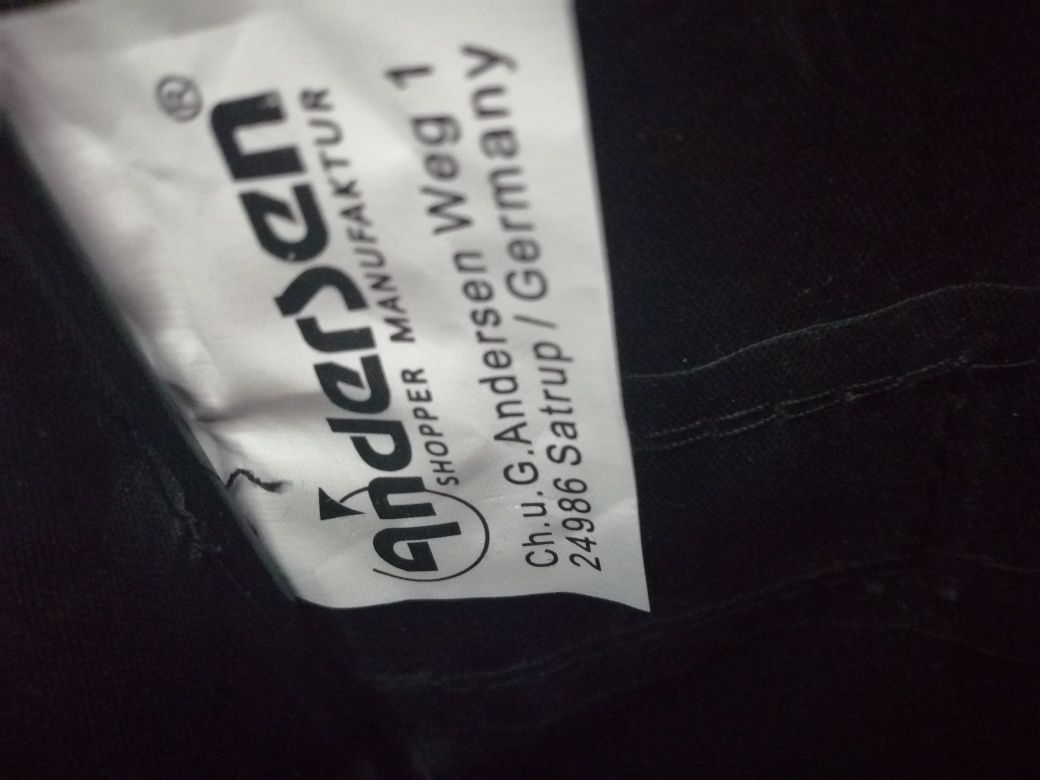 andersen®
SHOPPER MANUFAKTUR
Ch.u.G.Andersen Weg 1
24986 Satrup / Germany